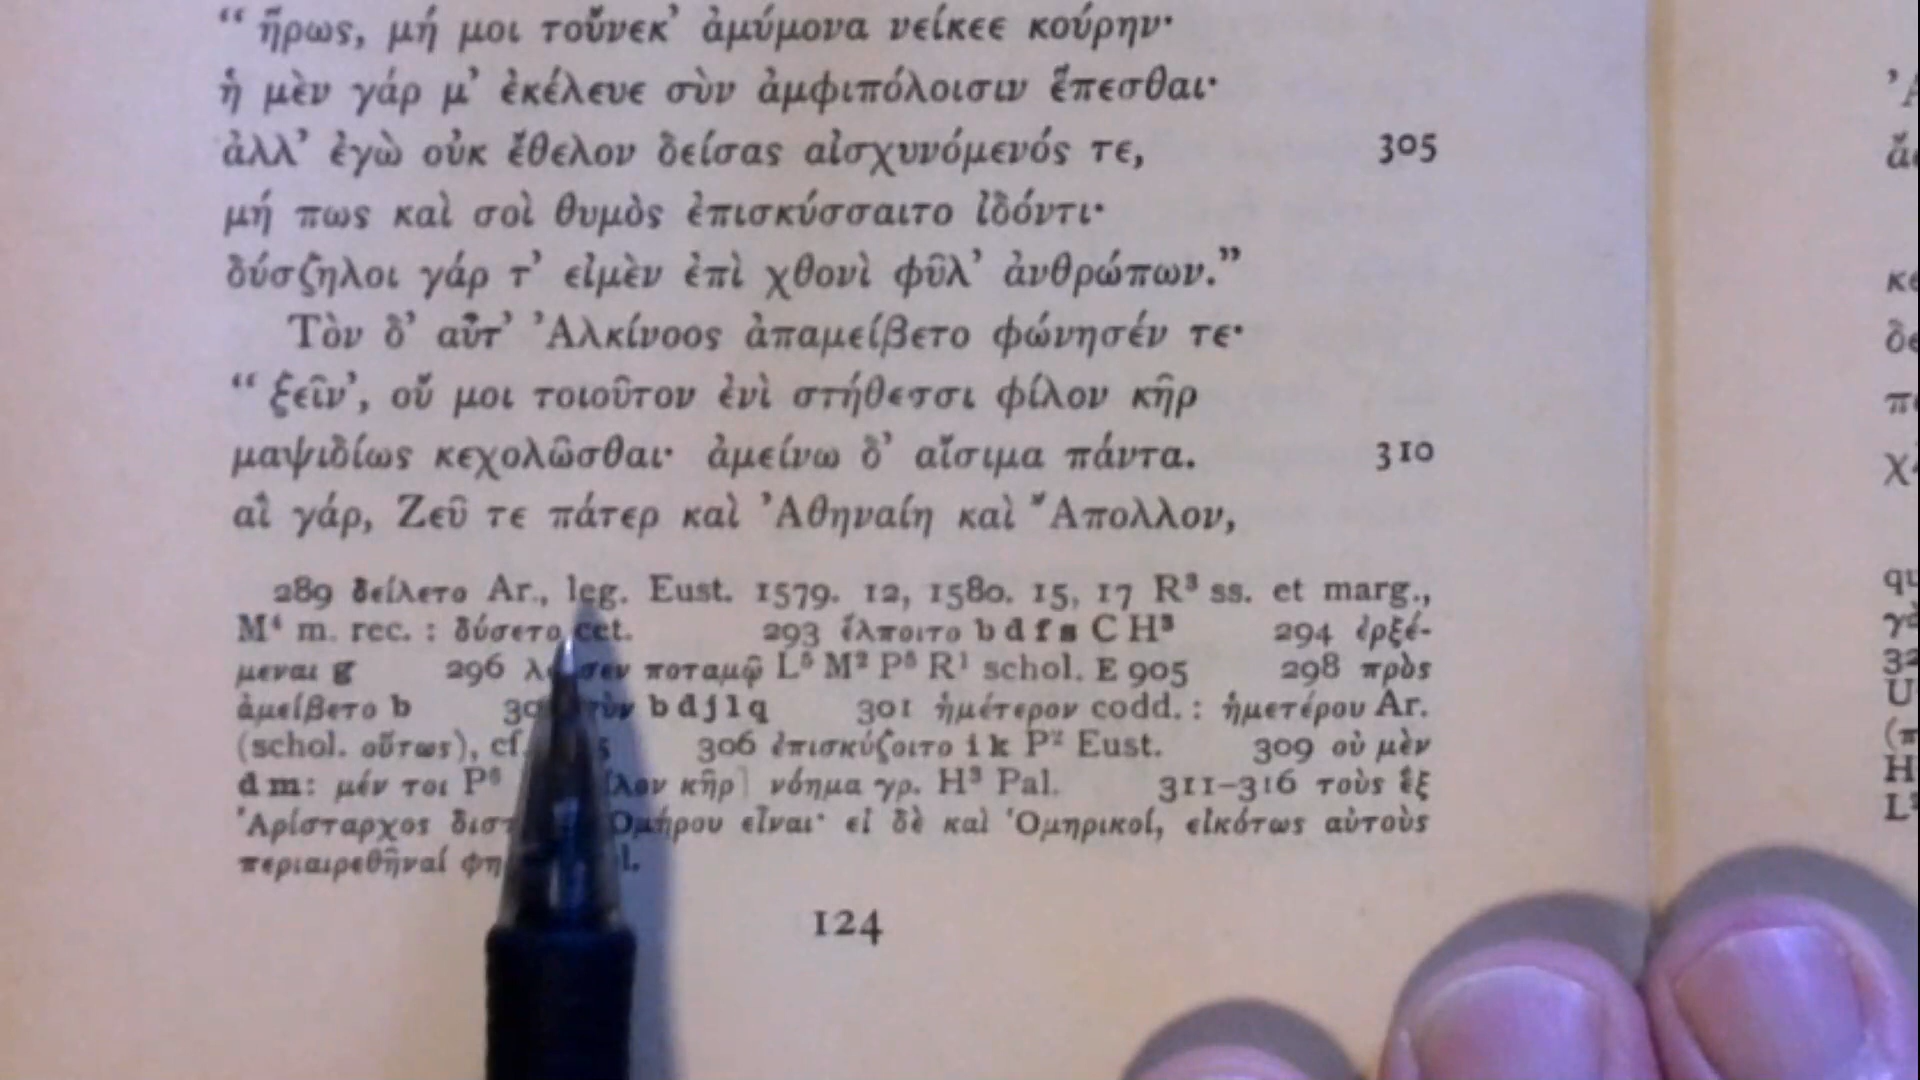 “ ἥρως, μή μοι τοὔνεκ’ ἀμύμονα νείκεε κούρην·
ἡ μὲν γάρ μ’ ἐκέλευε σὺν ἀμφιπόλοισιν ἕπεσθαι·
ἀλλ’ ἐγὼ οὐκ ἔθελον δείσας αἰσχυνόμενός τε, 305
μή πως καὶ σοὶ θυμὸς ἐπισκύσσαιτο ἰδόντι·
δύσζηλοι γάρ τ’ εἰμὲν ἐπὶ χθονὶ φῦλ’ ἀνθρώπων.”
Τὸν δ’ αὖτ’ Ἀλκίνοος ἀπαμείβετο φώνησέν τε·
“ ξεῖν’, οὔ μοι τοιοῦτον ἐνὶ στήθεσσι φίλον κῆρ
μαψιδίως κεχολῶσθαι· ἀμείνω δ’ αἴσιμα πάντα. 310
αἲ γάρ, Ζεῦ τε πάτερ καὶ Ἀθηναίη καὶ Ἄπολλον,
289 δείλετο Ar., leg. Eust. 1579. 12, 1580. 15, 17 R³ ss. et marg.,
M⁴ m. rec. : δύσετο cet. 293 ἔλποιτο b d f s C H³ 294 ἐρξέ-
μεναι g 296 ποταμῷ L⁵ M² P⁵ R¹ schol. E 905 298 πρὸς
ἀμείβετο b b d j l q 301 ἡμέτερον codd. : ἡμετέρου Ar.
(schol. οὕτως), cf. 306 ἐπισκύζοιτο i k P² Eust. 309 οὐ μὲν
d m : μέν τοι P⁶ κῆρ] νόημα γρ. H³ Pal. 311–316 τοὺς ἓξ
Ἀρίσταρχος Ὁμήρου εἶναι· εἰ δὲ καὶ Ὁμηρικοί, εἰκότως αὐτοὺς
περιαιρεθῆναί
124